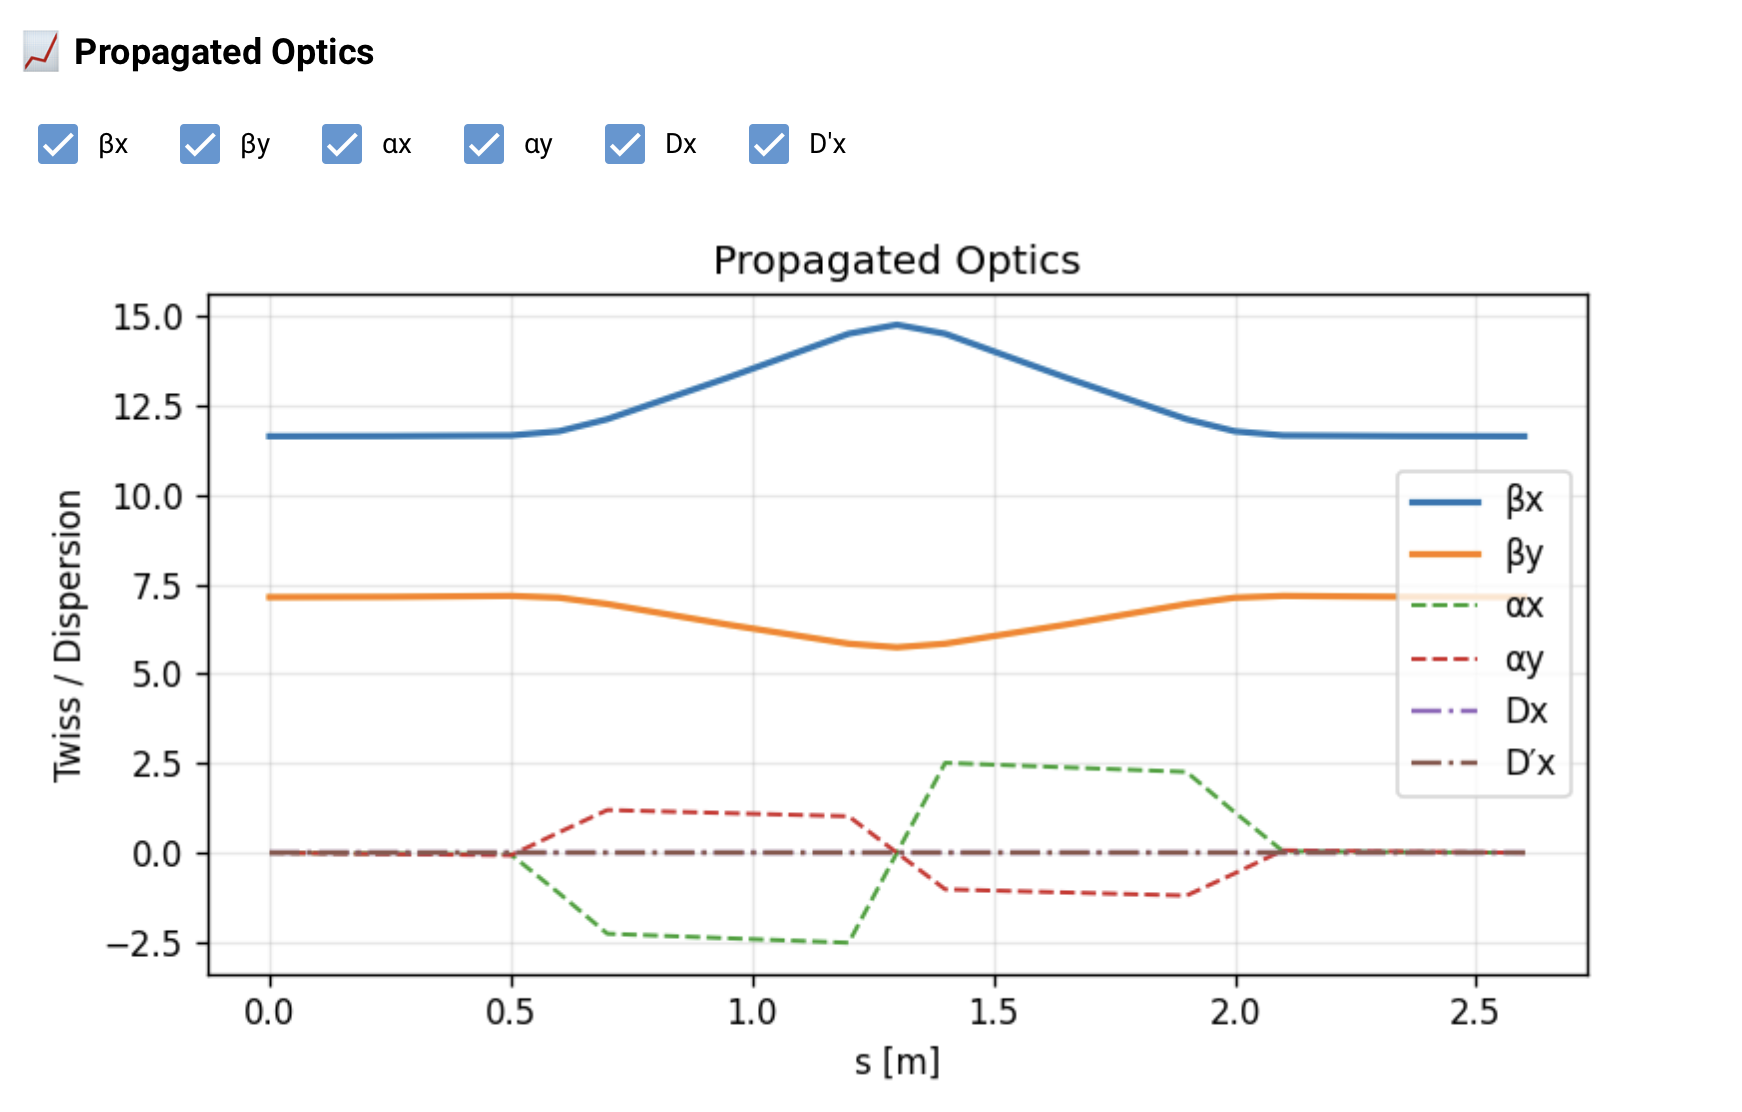 📈 Propagated Optics
βx βy αx αy Dx D'x
Propagated Optics
15.0
12.5
10.0
7.5
5.0
2.5
0.0
−2.5
Twiss / Dispersion
βx
βy
αx
αy
Dx
D′x
0.0 0.5 1.0 1.5 2.0 2.5
s [m]